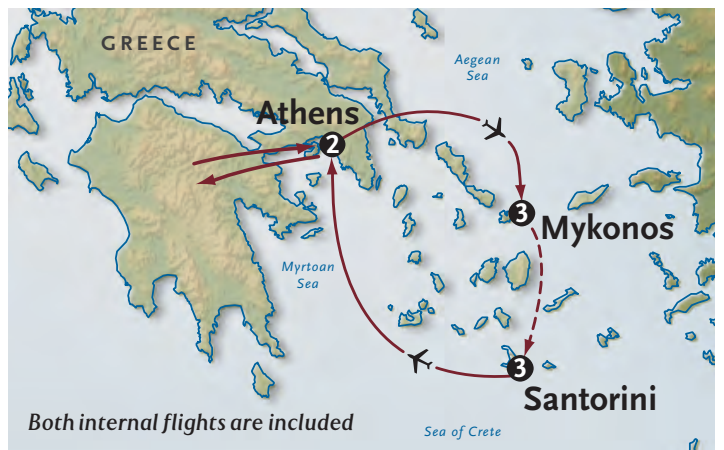 GREECE
Aegean
Sea
Athens
2
3
Mykonos
Myrtoan
Sea
3
Santorini
Both internal flights are included
Sea of Crete